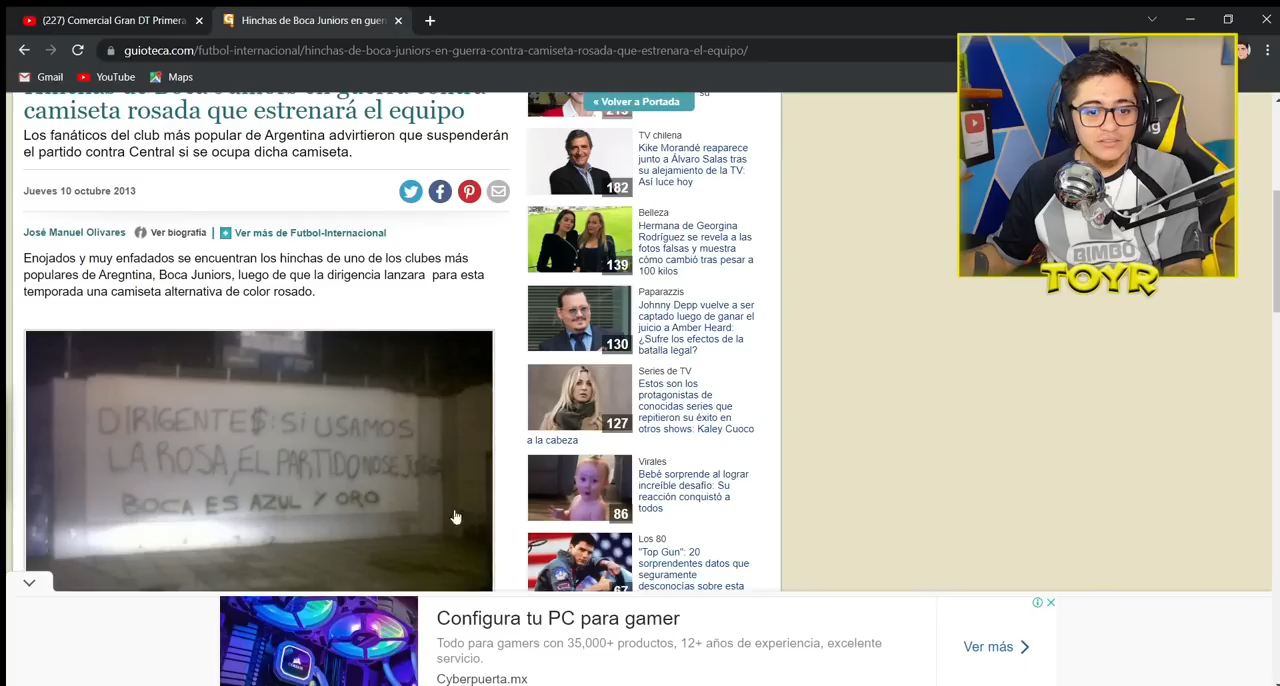 (227) Comercial Gran DT Primera
Hinchas de Boca Juniors en guer
guioteca.com/futbol-internacional/hinchas-de-boca-juniors-en-guerra-contra-camiseta-rosada-que-estrenara-el-equipo/
Gmail
YouTube
Maps
Hinchas de Boca Juniors en guerra contra
camiseta rosada que estrenará el equipo
Los fanáticos del club más popular de Argentina advirtieron que suspenderán
el partido contra Central si se ocupa dicha camiseta.
Jueves 10 octubre 2013
José Manuel Olivares
Ver biografía
Ver más de Futbol-Internacional
Enojados y muy enfadados se encuentran los hinchas de uno de los clubes más
populares de Aregntina, Boca Juniors, luego de que la dirigencia lanzara para esta
temporada una camiseta alternativa de color rosado.
DIRIGENTE$: SI USAMOS
LA ROSA, EL PARTIDO NO SE
BOCA ES AZUL Y ORO
« Volver a Portada
su
215
TV chilena
Kike Morandé reaparece
junto a Álvaro Salas tras
su alejamiento de la TV:
Así luce hoy
182
Belleza
Hermana de Georgina
Rodríguez se revela a las
fotos falsas y muestra
cómo cambió tras pesar a
100 kilos
139
Paparazzis
Johnny Depp vuelve a ser
captado luego de ganar el
juicio a Amber Heard:
¿Sufre los efectos de la
batalla legal?
130
Series de TV
Estos son los
protagonistas de
conocidas series que
repitieron su éxito en
otros shows: Kaley Cuoco
a la cabeza
127
Virales
Bebé sorprende al lograr
increíble desafío: Su
reacción conquistó a
todos
86
Los 80
"Top Gun": 20
sorprendentes datos que
seguramente
desconocías sobre esta
67
BIMBO
TOYR
Configura tu PC para gamer
Todo para gamers con 35,000+ productos, 12+ años de experiencia, excelente
servicio.
Cyberpuerta.mx
Ver más